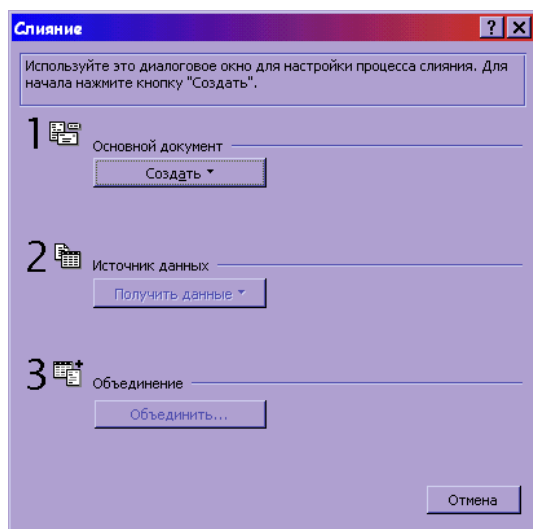 Слияние
Используйте это диалоговое окно для настройки процесса слияния. Для
начала нажмите кнопку "Создать".
1
Основной документ
Создать
2
Источник данных
Получить данные
3
Объединение
Объединить...
Отмена